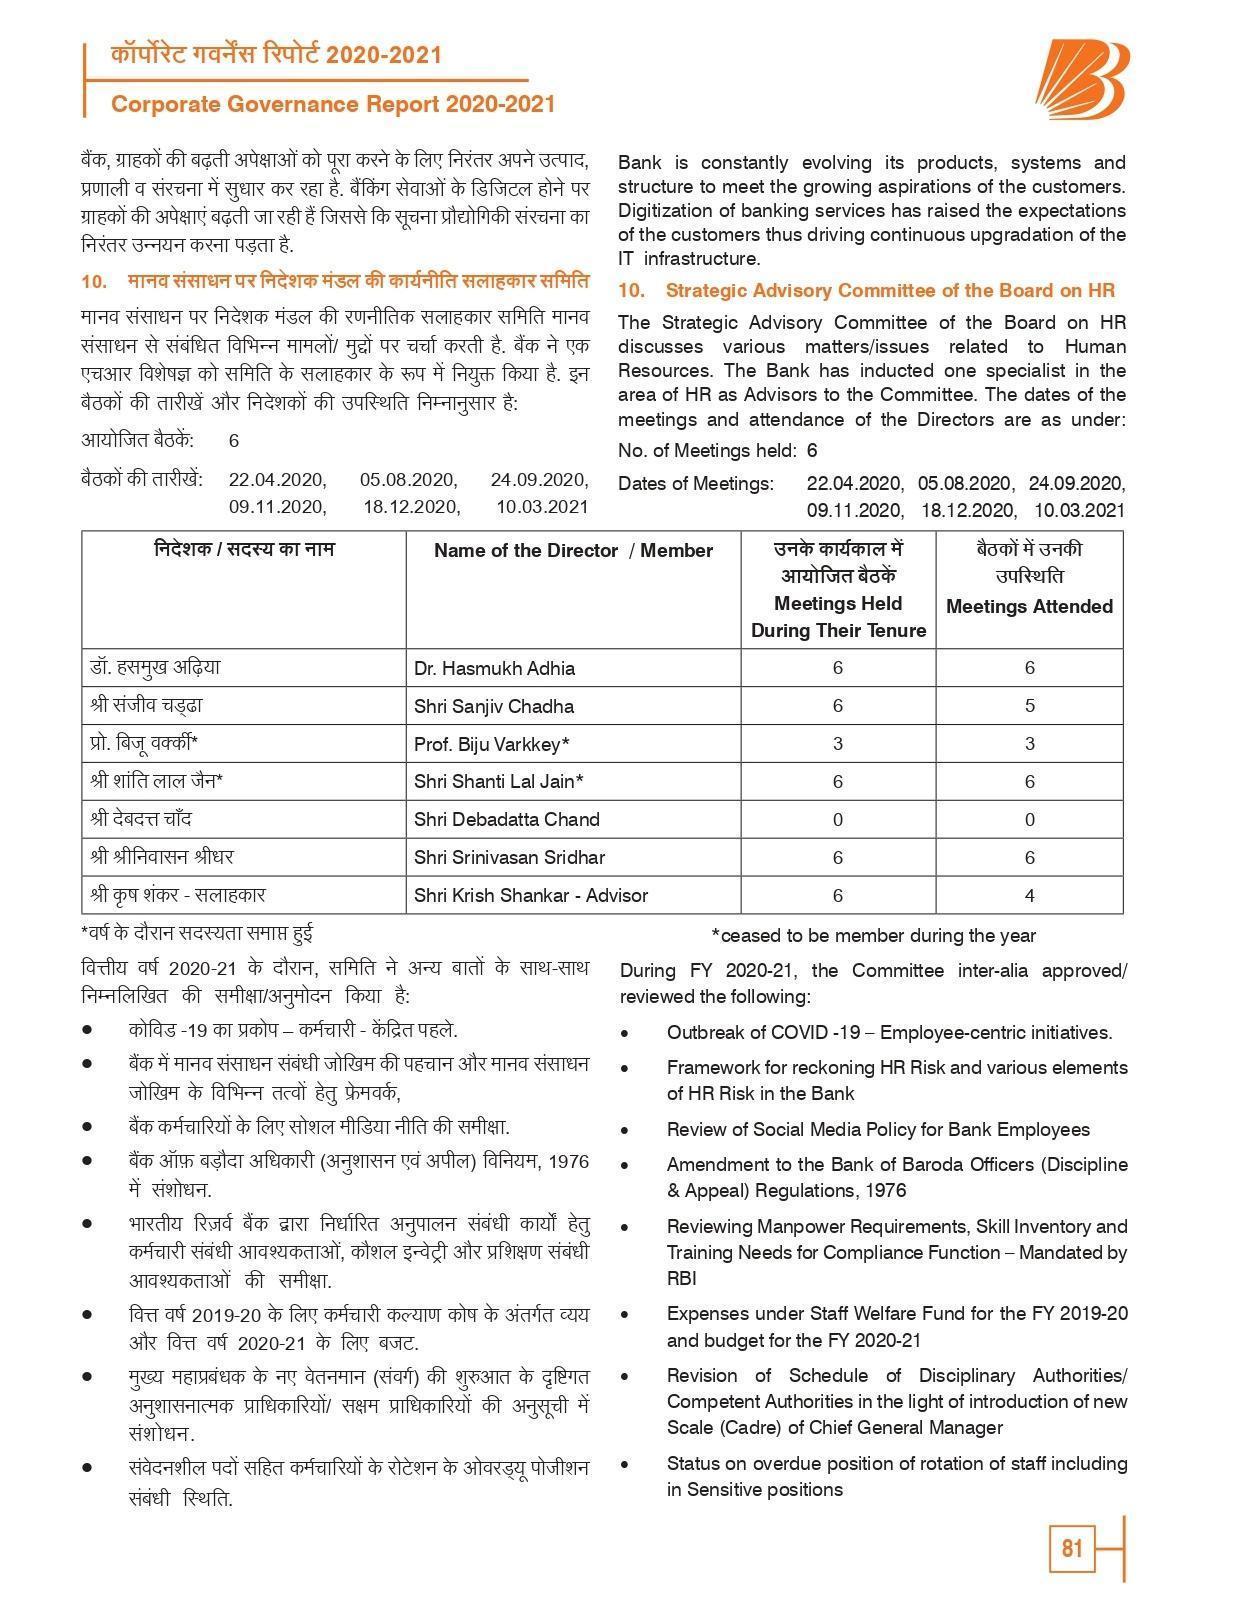 कॉर्पोरेट गवर्नेंस रिपोर्ट 2020-2021
Corporate Governance Report 2020-2021
बैंक, ग्राहकों की बढ़ती अपेक्षाओं को पूरा करने के लिए निरंतर अपने उत्पाद,
प्रणाली व संरचना में सुधार कर रहा है. बैंकिंग सेवाओं के डिजिटल होने पर
ग्राहकों की अपेक्षाएं बढ़ती जा रही हैं जिससे कि सूचना प्रौद्योगिकी संरचना का
निरंतर उन्नयन करना पड़ता है.
10. मानव संसाधन पर निदेशक मंडल की कार्यनीति सलाहकार समिति
मानव संसाधन पर निदेशक मंडल की रणनीतिक सलाहकार समिति मानव
संसाधन से संबंधित विभिन्न मामलों/ मुद्दों पर चर्चा करती है. बैंक ने एक
एचआर विशेषज्ञ को समिति के सलाहकार के रूप में नियुक्त किया है. इन
बैठकों की तारीखें और निदेशकों की उपस्थिति निम्नानुसार है:
आयोजित बैठकें: 6
बैठकों की तारीखें: 22.04.2020, 05.08.2020, 24.09.2020,
09.11.2020, 18.12.2020, 10.03.2021
Bank is constantly evolving its products, systems and
structure to meet the growing aspirations of the customers.
Digitization of banking services has raised the expectations
of the customers thus driving continuous upgradation of the
IT infrastructure.
10. Strategic Advisory Committee of the Board on HR
The Strategic Advisory Committee of the Board on HR
discusses various matters/issues related to Human
Resources. The Bank has inducted one specialist in the
area of HR as Advisors to the Committee. The dates of the
meetings and attendance of the Directors are as under:
No. of Meetings held: 6
Dates of Meetings: 22.04.2020, 05.08.2020, 24.09.2020,
09.11.2020, 18.12.2020, 10.03.2021
निदेशक / सदस्य का नाम Name of the Director / Member उनके कार्यकाल में बैठकों में उनकी
आयोजित बैठकें उपस्थिति
Meetings Held Meetings Attended
During Their Tenure
डॉ. हसमुख अढ़िया Dr. Hasmukh Adhia 6 6
श्री संजीव चड्ढा Shri Sanjiv Chadha 6 5
प्रो. बिजू वर्क्की* Prof. Biju Varkkey* 3 3
श्री शांति लाल जैन* Shri Shanti Lal Jain* 6 6
श्री देबदत्त चाँद Shri Debadatta Chand 0 0
श्री श्रीनिवासन श्रीधर Shri Srinivasan Sridhar 6 6
श्री कृष शंकर - सलाहकार Shri Krish Shankar - Advisor 6 4
*वर्ष के दौरान सदस्यता समाप्त हुई
वित्तीय वर्ष 2020-21 के दौरान, समिति ने अन्य बातों के साथ-साथ
निम्नलिखित की समीक्षा/अनुमोदन किया है:
● कोविड -19 का प्रकोप – कर्मचारी - केंद्रित पहले.
● बैंक में मानव संसाधन संबंधी जोखिम की पहचान और मानव संसाधन
जोखिम के विभिन्न तत्वों हेतु फ्रेमवर्क,
● बैंक कर्मचारियों के लिए सोशल मीडिया नीति की समीक्षा.
● बैंक ऑफ़ बड़ौदा अधिकारी (अनुशासन एवं अपील) विनियम, 1976
में संशोधन.
● भारतीय रिज़र्व बैंक द्वारा निर्धारित अनुपालन संबंधी कार्यों हेतु
कर्मचारी संबंधी आवश्यकताओं, कौशल इन्वेट्री और प्रशिक्षण संबंधी
आवश्यकताओं की समीक्षा.
● वित्त वर्ष 2019-20 के लिए कर्मचारी कल्याण कोष के अंतर्गत व्यय
और वित्त वर्ष 2020-21 के लिए बजट.
● मुख्य महाप्रबंधक के नए वेतनमान (संवर्ग) की शुरुआत के दृष्टिगत
अनुशासनात्मक प्राधिकारियों/ सक्षम प्राधिकारियों की अनुसूची में
संशोधन.
● संवेदनशील पदों सहित कर्मचारियों के रोटेशन के ओवरड्यू पोजीशन
संबंधी स्थिति.
*ceased to be member during the year
During FY 2020-21, the Committee inter-alia approved/
reviewed the following:
• Outbreak of COVID -19 – Employee-centric initiatives.
• Framework for reckoning HR Risk and various elements
of HR Risk in the Bank
• Review of Social Media Policy for Bank Employees
• Amendment to the Bank of Baroda Officers (Discipline
& Appeal) Regulations, 1976
• Reviewing Manpower Requirements, Skill Inventory and
Training Needs for Compliance Function – Mandated by
RBI
• Expenses under Staff Welfare Fund for the FY 2019-20
and budget for the FY 2020-21
• Revision of Schedule of Disciplinary Authorities/
Competent Authorities in the light of introduction of new
Scale (Cadre) of Chief General Manager
• Status on overdue position of rotation of staff including
in Sensitive positions
81